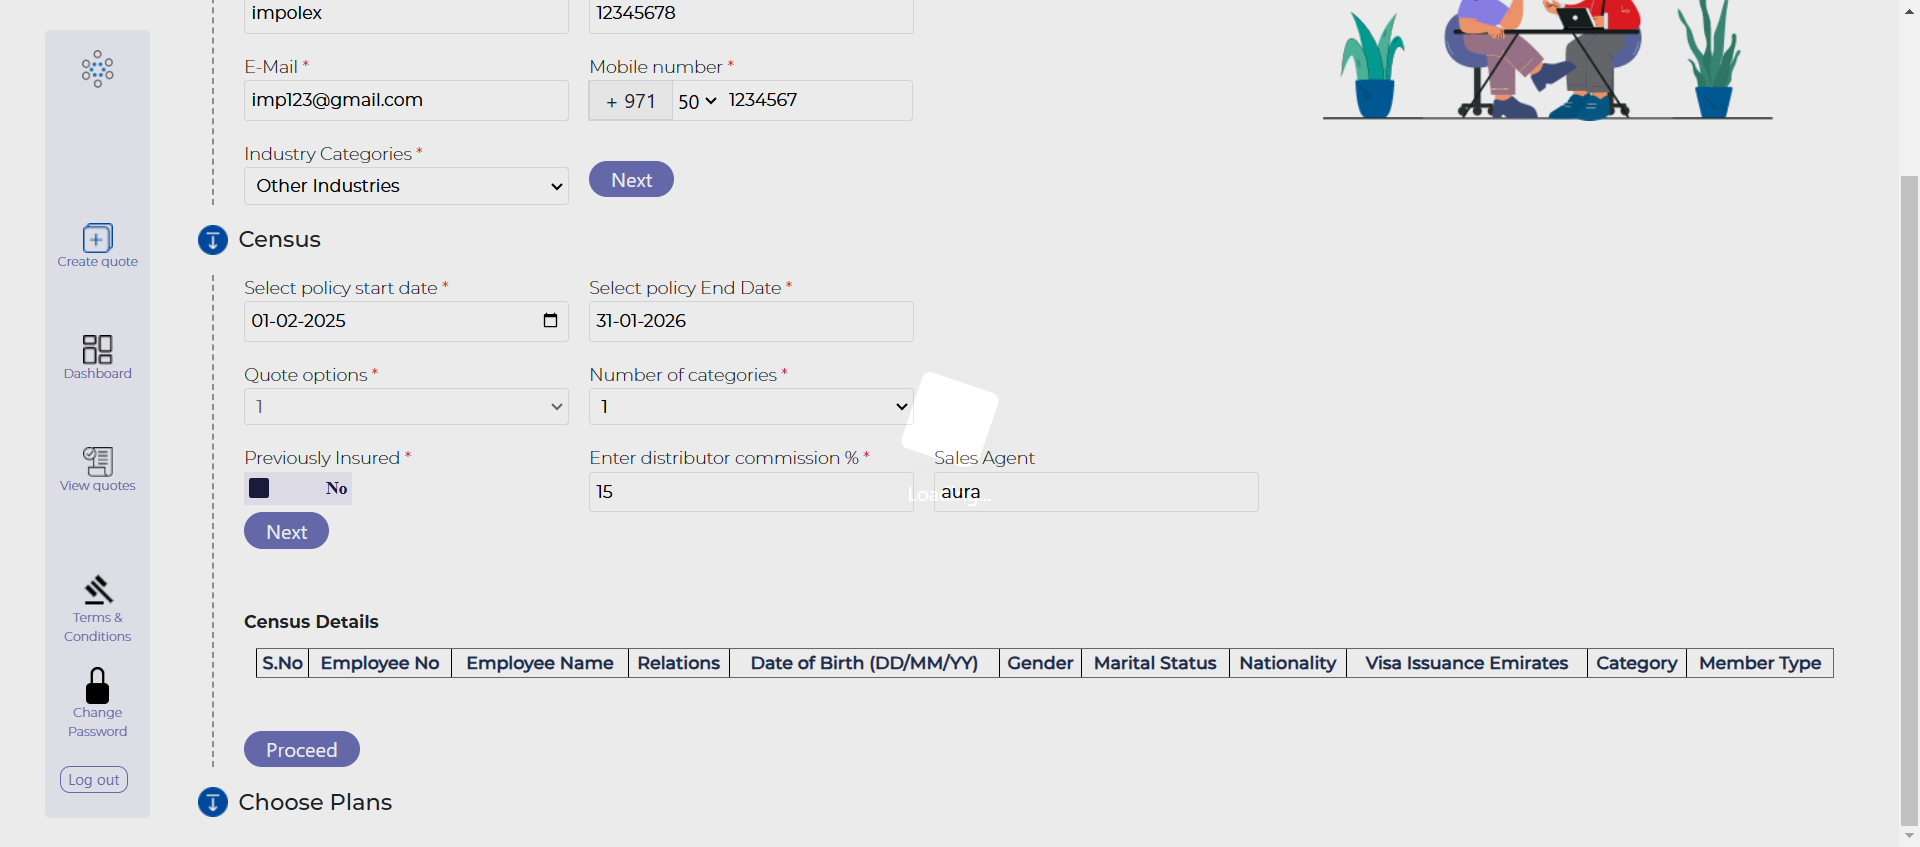 impolex
12345678
E-Mail *
Mobile number *
imp123@gmail.com
+ 971
50
1234567
Industry Categories *
Other Industries
Next
Census
Create quote
Select policy start date *
Select policy End Date *
01-02-2025
31-01-2026
Dashboard
Quote options *
Number of categories *
1
1
Previously Insured *
Enter distributor commission % *
Sales Agent
View quotes
No
15
Loading...
aura
Next
Terms &
Conditions
Census Details
S.No
Employee No
Employee Name
Relations
Date of Birth (DD/MM/YY)
Gender
Marital Status
Nationality
Visa Issuance Emirates
Category
Member Type
Change
Password
Proceed
Log out
Choose Plans